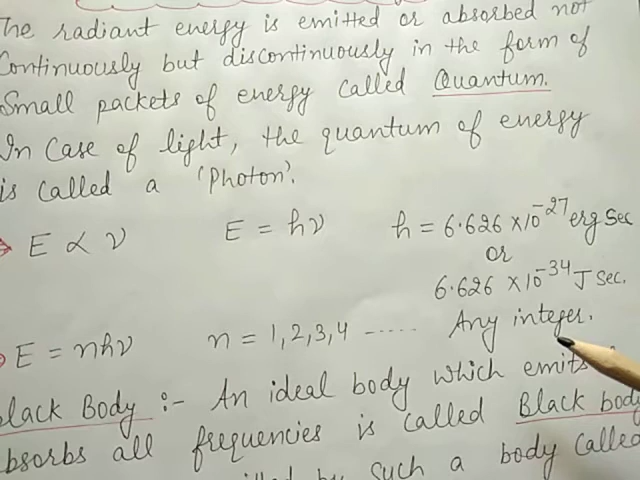 The radiant energy is emitted or absorbed not
Continuously but discontinuously in the form of
Small packets of energy called Quantum.
In Case of light, the quantum of energy
is called a 'Photon'.
E ∝ ν E = hν h = 6.626 × 10⁻²⁷ erg Sec
or
6.626 × 10⁻³⁴ J Sec.
E = nhν n = 1, 2, 3, 4 ...... Any integer.
Black Body :- An ideal body which emits
absorbs all frequencies is called Black body
by such a body called